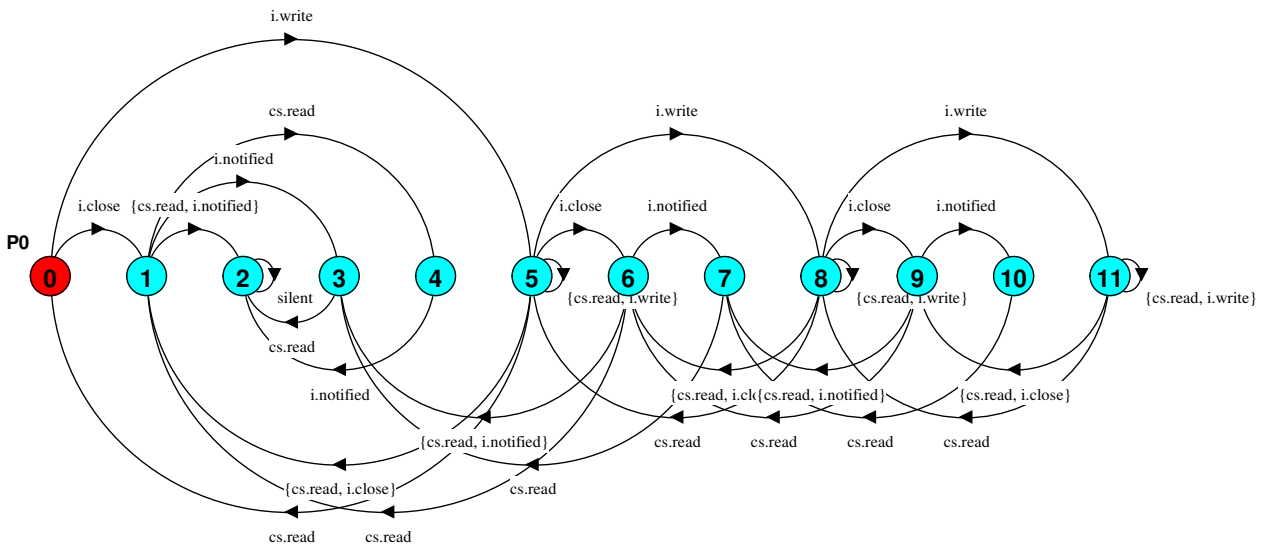 i.write
cs.read
i.write
i.write
i.notified
i.close
{cs.read, i.notified}
i.close
i.notified
i.close
i.notified
P0
0
1
2
3
4
5
6
7
8
9
10
11
silent
{cs.read, i.write}
{cs.read, i.write}
{cs.read, i.write}
cs.read
i.notified
{cs.read, i.cl
{cs.read, i.notified}
{cs.read, i.close}
{cs.read, i.notified}
cs.read
cs.read
cs.read
cs.read
{cs.read, i.close}
cs.read
cs.read
cs.read